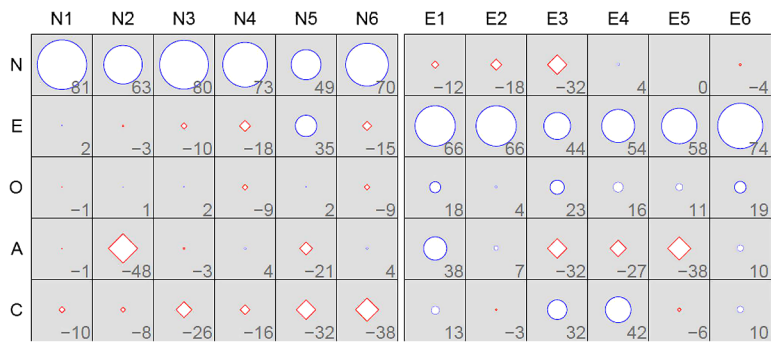 N1 N2 N3 N4 N5 N6 E1 E2 E3 E4 E5 E6
N 81 63 80 73 49 70 −12 −18 −32 4 0 −4
E 2 −3 −10 −18 35 −15 66 66 44 54 58 74
O −1 1 2 −9 2 −9 18 4 23 16 11 19
A −1 −48 −3 4 −21 4 38 7 −32 −27 −38 10
C −10 −8 −26 −16 −32 −38 13 −3 32 42 −6 10